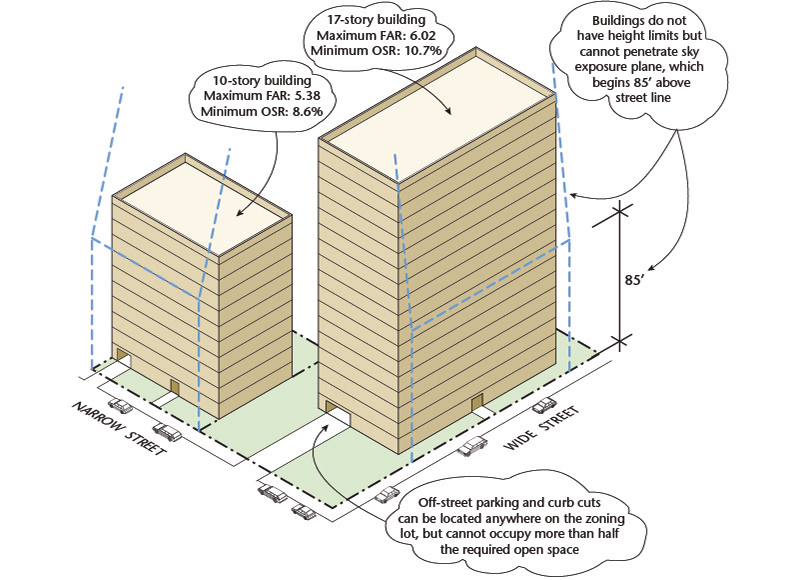 17-story building
Maximum FAR: 6.02
Minimum OSR: 10.7%
Buildings do not
have height limits but
cannot penetrate sky
exposure plane, which
begins 85’ above
street line
10-story building
Maximum FAR: 5.38
Minimum OSR: 8.6%
85’
NARROW STREET
WIDE STREET
Off-street parking and curb cuts
can be located anywhere on the zoning
lot, but cannot occupy more than half
the required open space